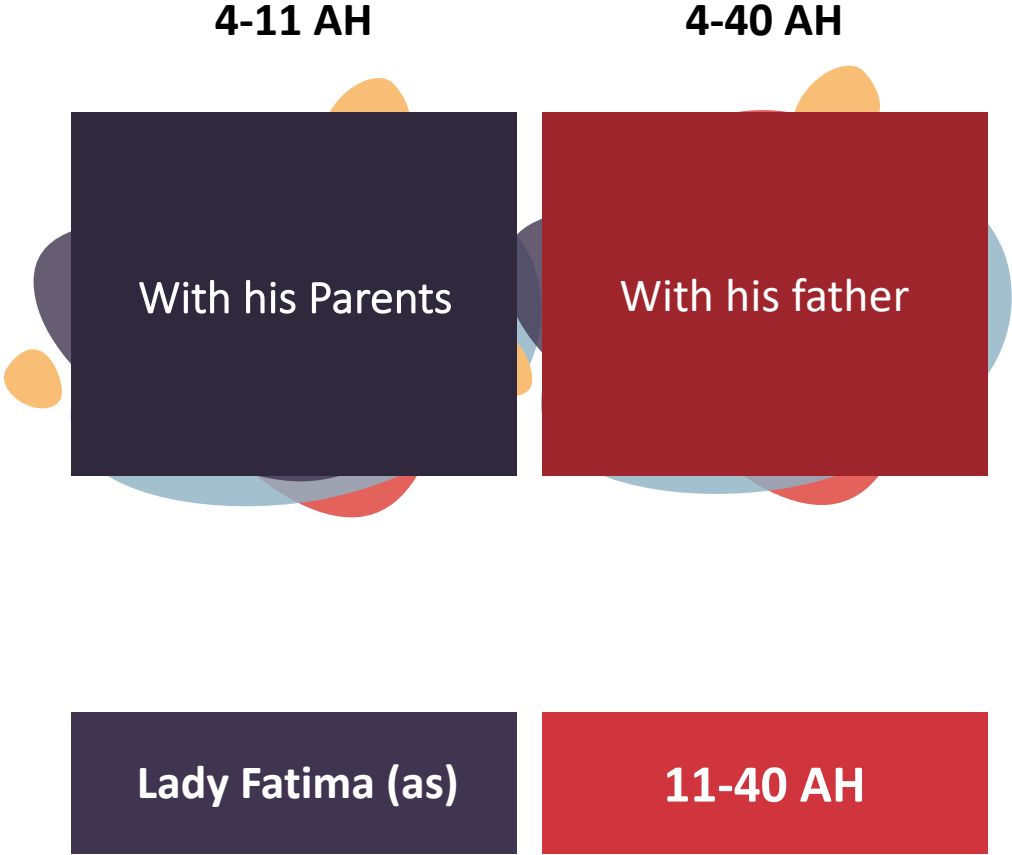 4-11 AH
4-40 AH
With his Parents
With his father
Lady Fatima (as)
11-40 AH